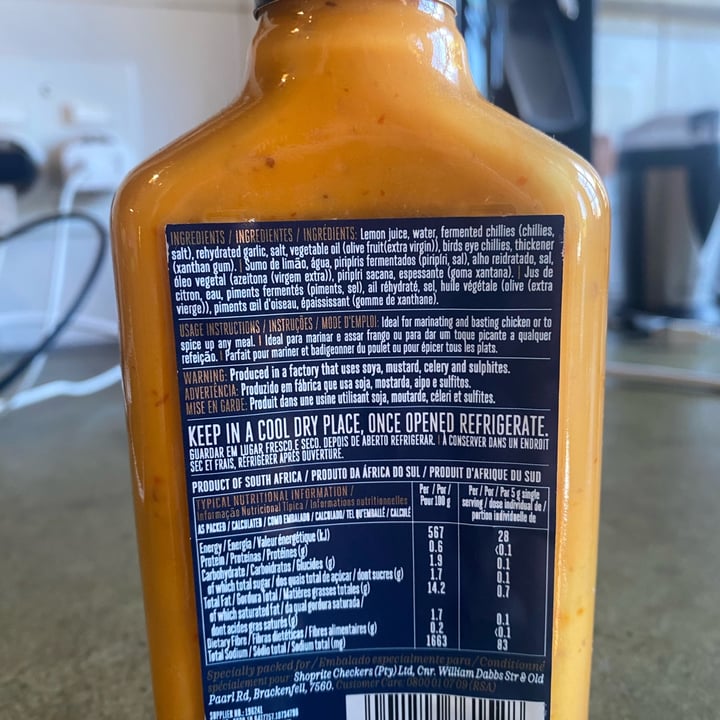 INGREDIENTS / INGREDIENTES / INGRÉDIENTS: Lemon juice, water, fermented chillies (chillies,
salt), rehydrated garlic, salt, vegetable oil (olive fruit(extra virgin)), birds eye chillies, thickener
(xanthan gum). | Sumo de limão, água, piripiris fermentados (piripiri, sal), alho reidratado, sal,
óleo vegetal (azeitona (virgem extra)), piripiri sacana, espessante (goma xantana). | Jus de
citron, eau, piments fermentés (piments, sel), ail réhydraté, sel, huile végétale (olive (extra
vierge)), piments œil d'oiseau, épaississant (gomme de xanthane).
USAGE INSTRUCTIONS / INSTRUÇÕES / MODE D'EMPLOI: Ideal for marinating and basting chicken or to
spice up any meal. | Ideal para marinar e assar frango ou para dar um toque picante a qualquer
refeição. | Parfait pour mariner et badigeonner du poulet ou pour épicer tous les plats.
WARNING: Produced in a factory that uses soya, mustard, celery and sulphites.
ADVERTÊNCIA: Produzido em fábrica que usa soja, mostarda, aipo e sulfitos.
MISE EN GARDE: Produit dans une usine utilisant soja, moutarde, céleri et sulfites.
KEEP IN A COOL DRY PLACE, ONCE OPENED REFRIGERATE.
GUARDAR EM LUGAR FRESCO E SECO. DEPOIS DE ABERTO REFRIGERAR. | À CONSERVER DANS UN ENDROIT
SEC ET FRAIS, RÉFRIGÉRER APRÈS OUVERTURE.
PRODUCT OF SOUTH AFRICA / PRODUTO DA ÁFRICA DO SUL / PRODUIT D'AFRIQUE DU SUD
TYPICAL NUTRITIONAL INFORMATION /
Informação Nutricional Típica / Informations nutritionnelles
AS PACKED / CALCULATED / COMO EMBALADO / CALCULADO / TEL QU'EMBALLÉ / CALCULÉ
Per / Por / Pour 100 g
Per / Por / Par 5 g single serving / dose individual de / portion individuelle de
Energy / Energia / Valeur énergétique (kJ) 567 28
Protein / Proteínas / Protéines (g) 0.6 <0.1
Carbohydrate / Carboidratos / Glucides (g) 1.9 0.1
of which total sugar / dos quais total de açúcar / dont sucres (g) 1.7 0.1
Total Fat / Gordura Total / Matières grasses totales (g) 14.2 0.7
of which saturated fat / da qual gordura saturada /
dont acides gras saturés (g) 1.7 0.1
Dietary Fibre / Fibras dietéticas / Fibres alimentaires (g) 0.2 <0.1
Total Sodium / Sódio total / Sodium total (mg) 1663 83
Specially packed for / Embalado especialmente para / Conditionné
spécialement pour Shoprite Checkers (Pty) Ltd, Cnr. William Dabbs Str & Old
Paarl Rd, Brackenfell, 7560. Customer Care: 0800 01 07 09 (RSA)
SUPPLIER NO.: 196241